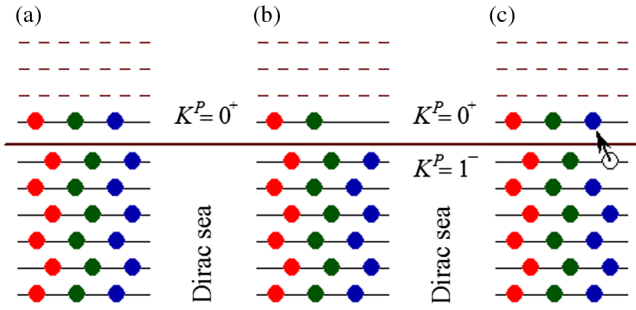 (a)
(b)
(c)
K^P= 0^+
K^P= 0^+
K^P= 1^−
Dirac sea
Dirac sea